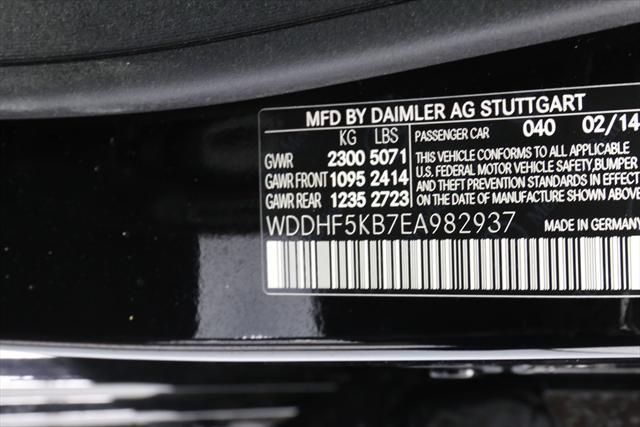 MFD BY DAIMLER AG STUTTGART
KG LBS PASSENGER CAR 040 02/14
GVWR 2300 5071
GAWR FRONT 1095 2414
GAWR REAR 1235 2723
THIS VEHICLE CONFORMS TO ALL APPLICABLE
U.S. FEDERAL MOTOR VEHICLE SAFETY, BUMPER
AND THEFT PREVENTION STANDARDS IN EFFECT
ON THE DATE OF MANUFACTURE SHOWN ABOVE
WDDHF5KB7EA982937 MADE IN GERMANY